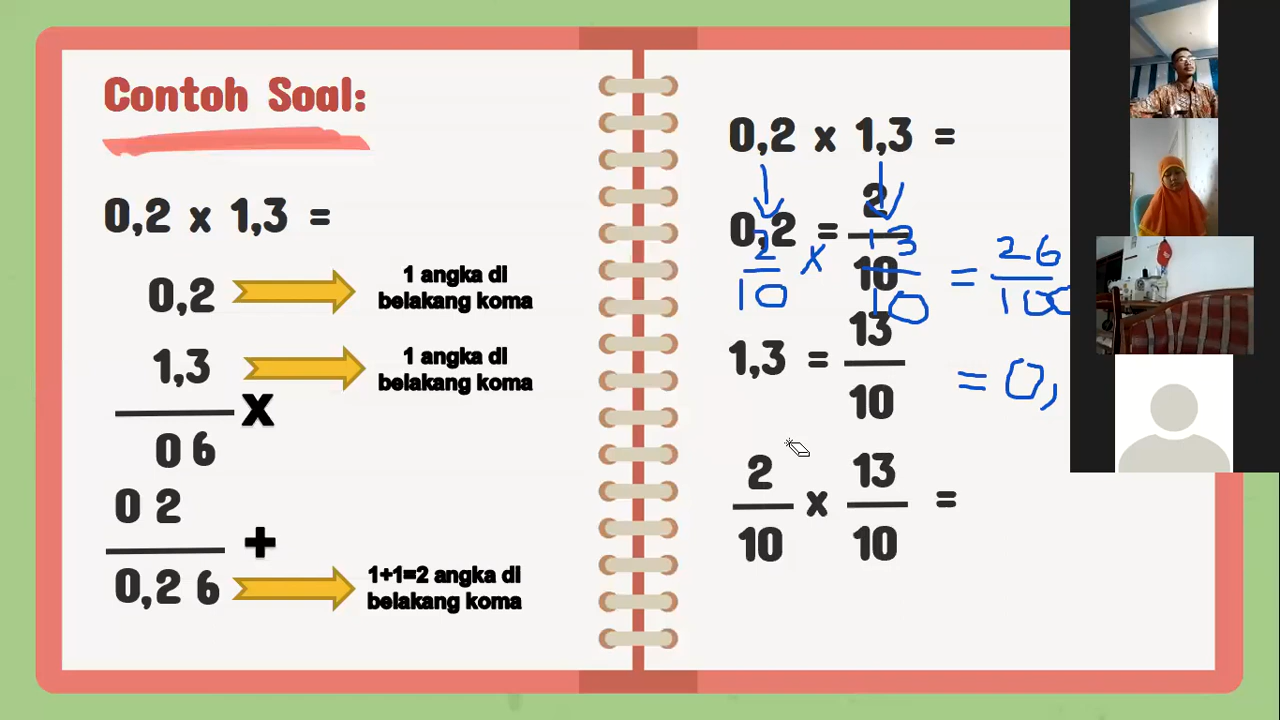 Contoh Soal:
0,2 x 1,3 =
0,2
1 angka di
belakang koma
1,3
1 angka di
belakang koma
x
0 6
0 2
+
0,2 6
1+1=2 angka di
belakang koma
0,2 x 1,3 =
0,2 = 2/10
2/10 x 13/10 = 26/100
1,3 = 13/10
= 0,
2/10 x 13/10 =